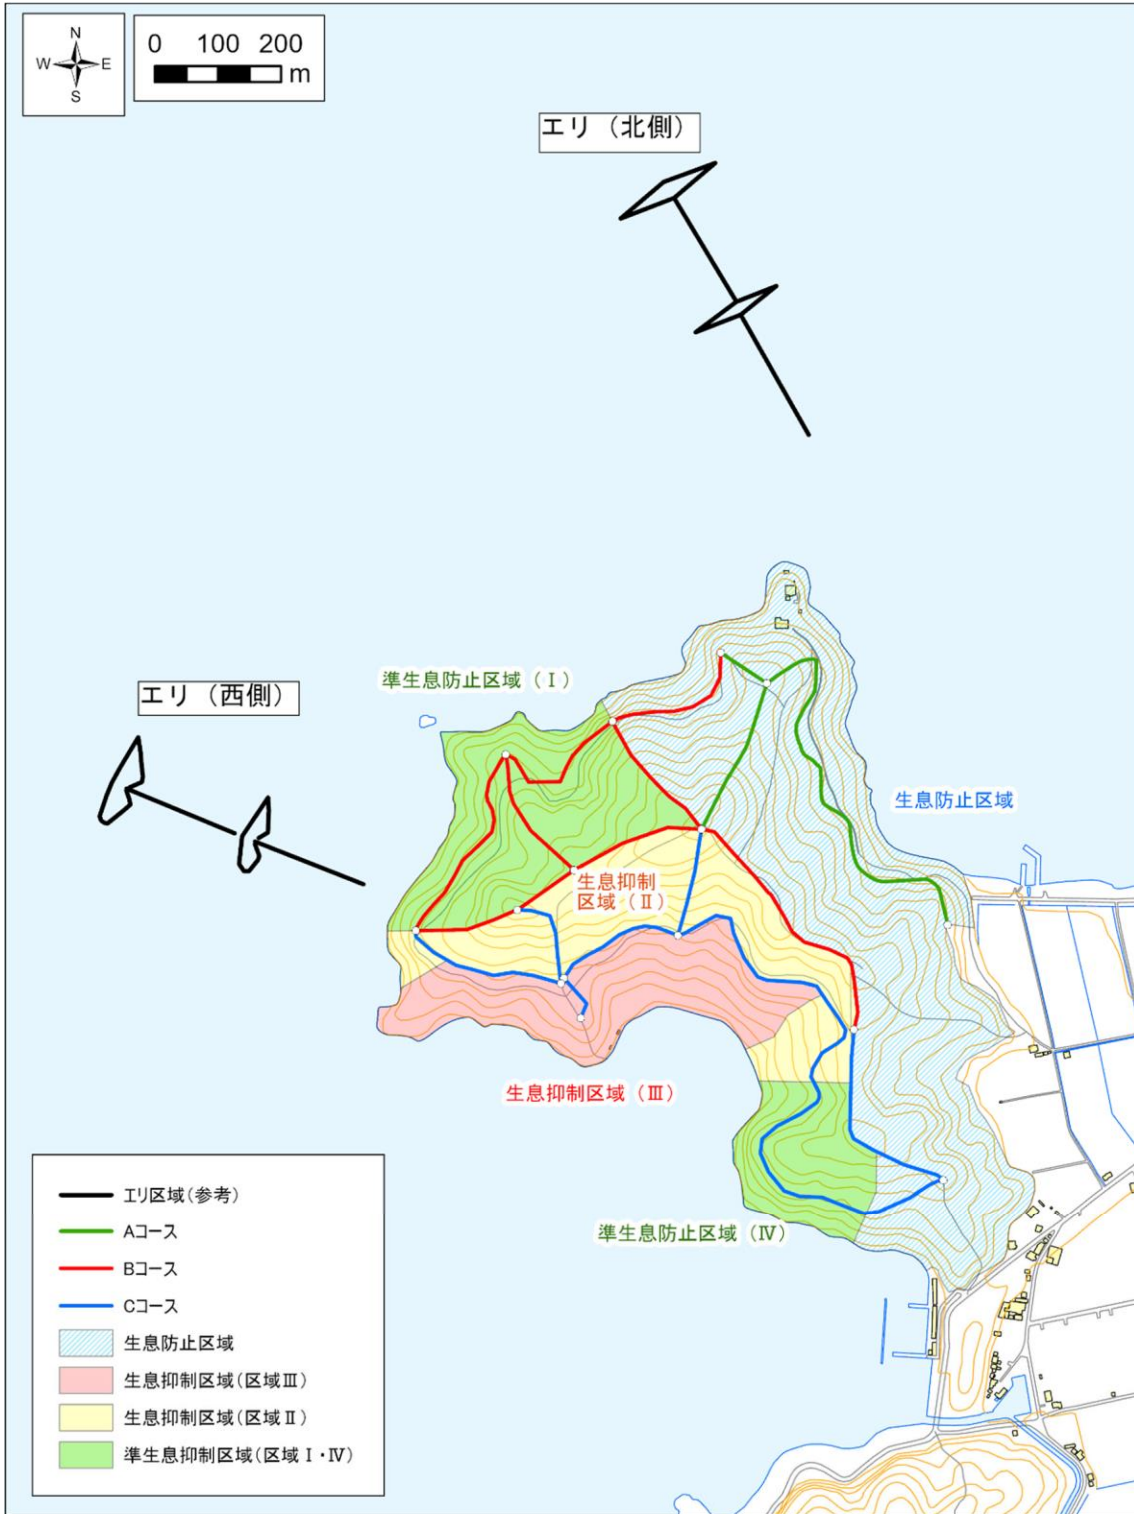 N
W E
S
0 100 200
m
エリ（北側）
準生息防止区域（Ⅰ）
エリ（西側）
生息防止区域
生息抑制
区域（Ⅱ）
生息抑制区域（Ⅲ）
準生息防止区域（Ⅳ）
エリ区域(参考)
Aコース
Bコース
Cコース
生息防止区域
生息抑制区域(区域Ⅲ)
生息抑制区域(区域Ⅱ)
準生息抑制区域(区域Ⅰ・Ⅳ)